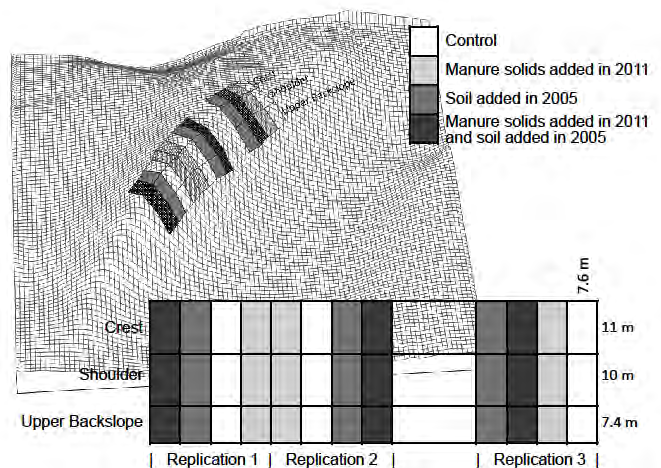 Control
Manure solids added in 2011
Soil added in 2005
Manure solids added in 2011
and soil added in 2005
Crest
Shoulder
Upper Backslope
7.6 m
Crest
11 m
Shoulder
10 m
Upper Backslope
7.4 m
| Replication 1 | Replication 2 | | Replication 3 |